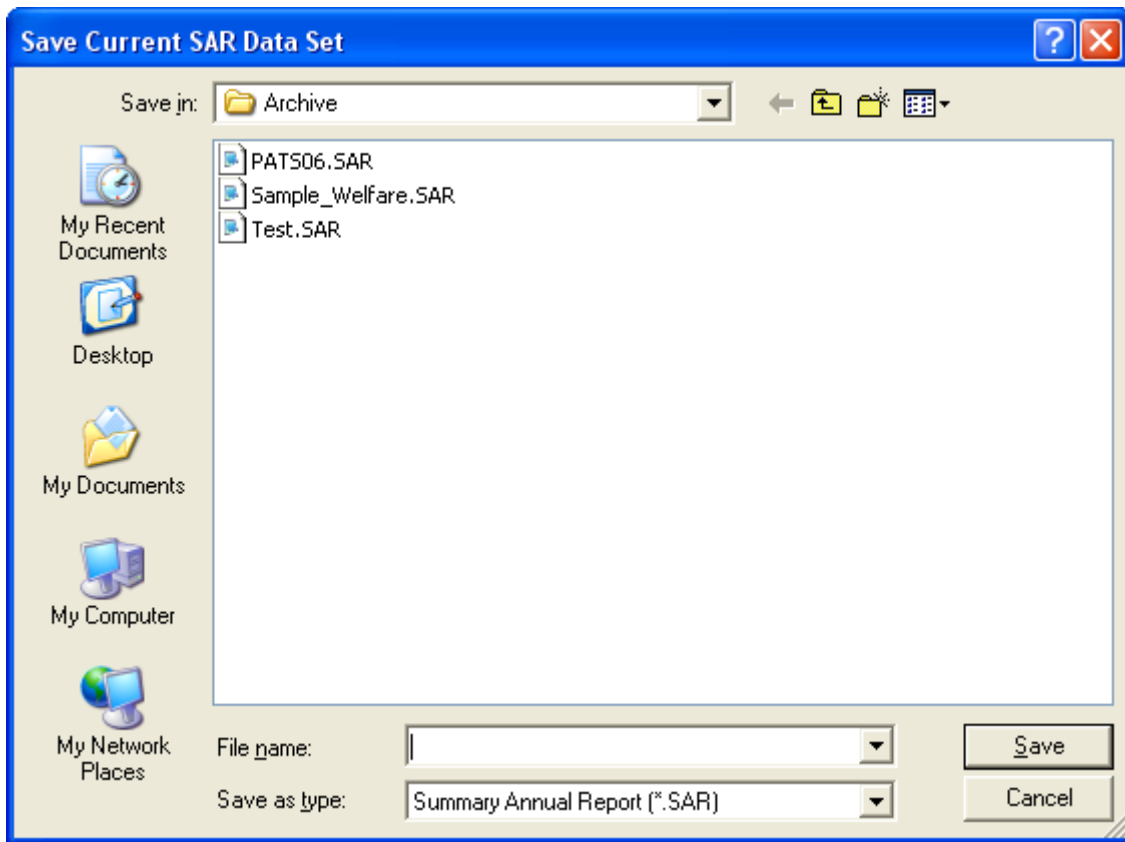 Save Current SAR Data Set
Save in: Archive
PATS06.SAR
Sample_Welfare.SAR
Test.SAR
My Recent
Documents
Desktop
My Documents
My Computer
My Network
Places
File name:
Save
Save as type: Summary Annual Report (*.SAR)
Cancel